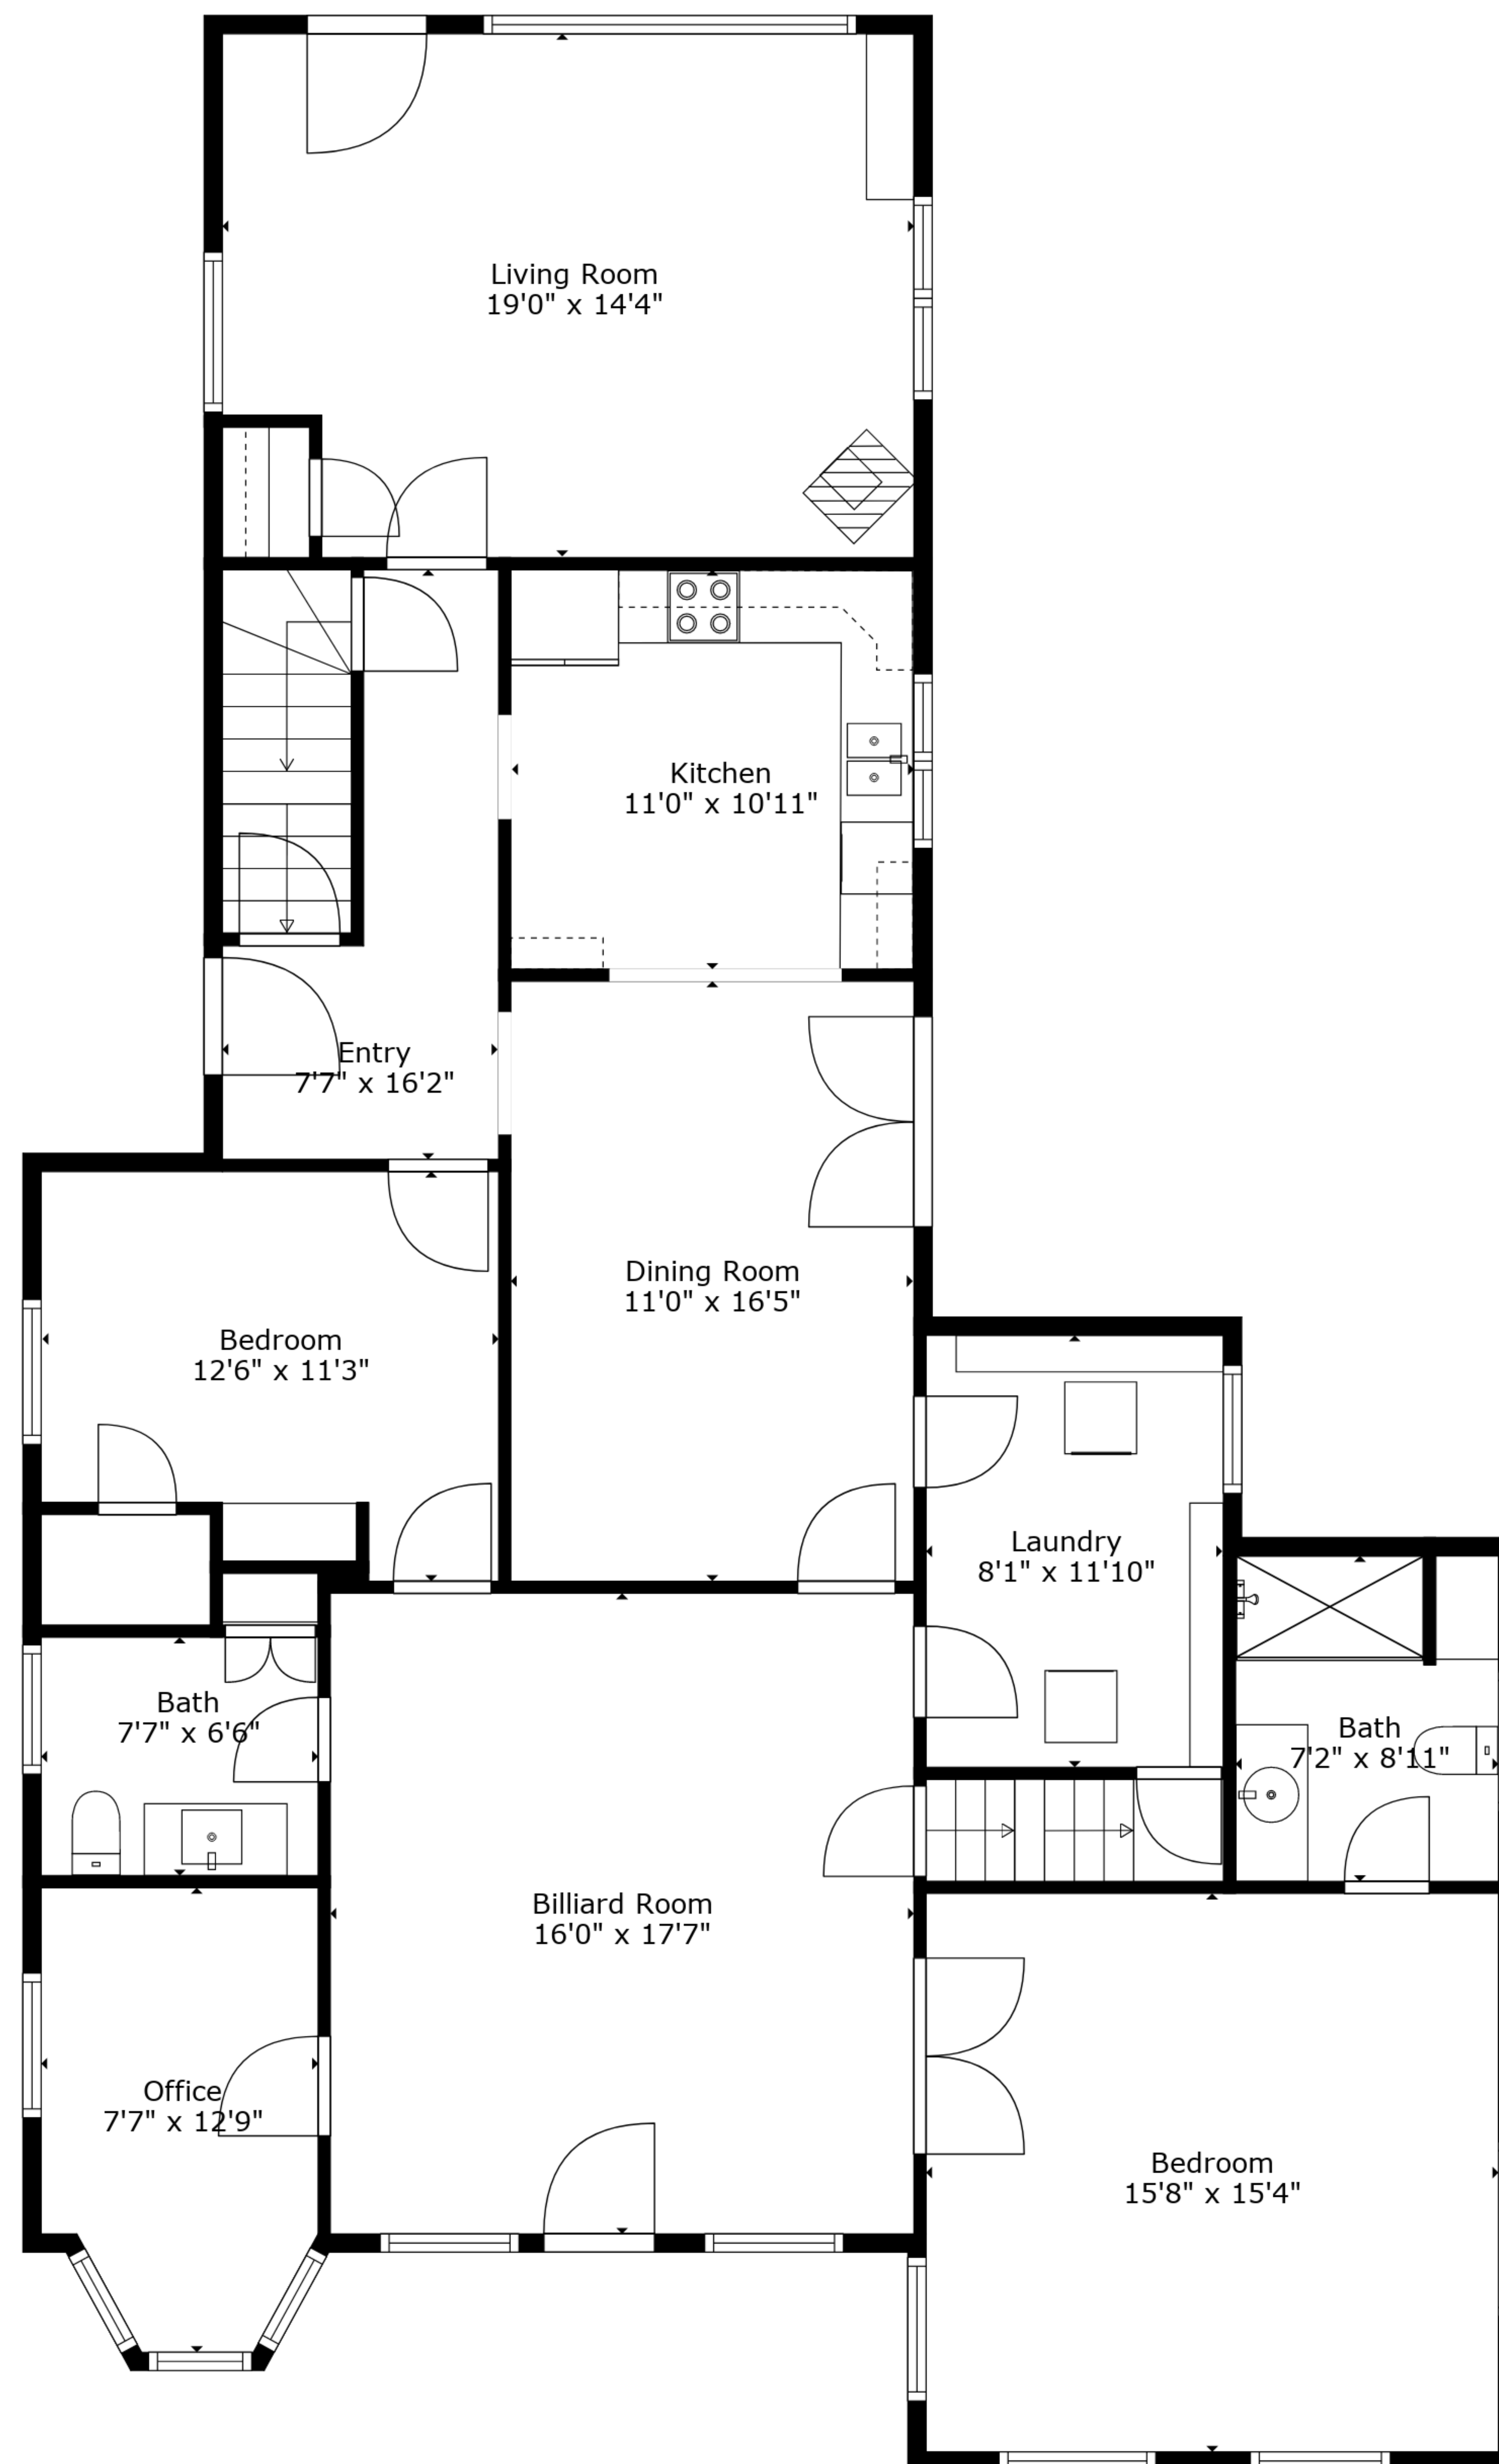 Living Room
19'0" x 14'4"
Kitchen
11'0" x 10'11"
Entry
7'7" x 16'2"
Dining Room
11'0" x 16'5"
Bedroom
12'6" x 11'3"
Laundry
8'1" x 11'10"
Bath
7'7" x 6'6"
Bath
7'2" x 8'11"
Billiard Room
16'0" x 17'7"
Office
7'7" x 12'9"
Bedroom
15'8" x 15'4"